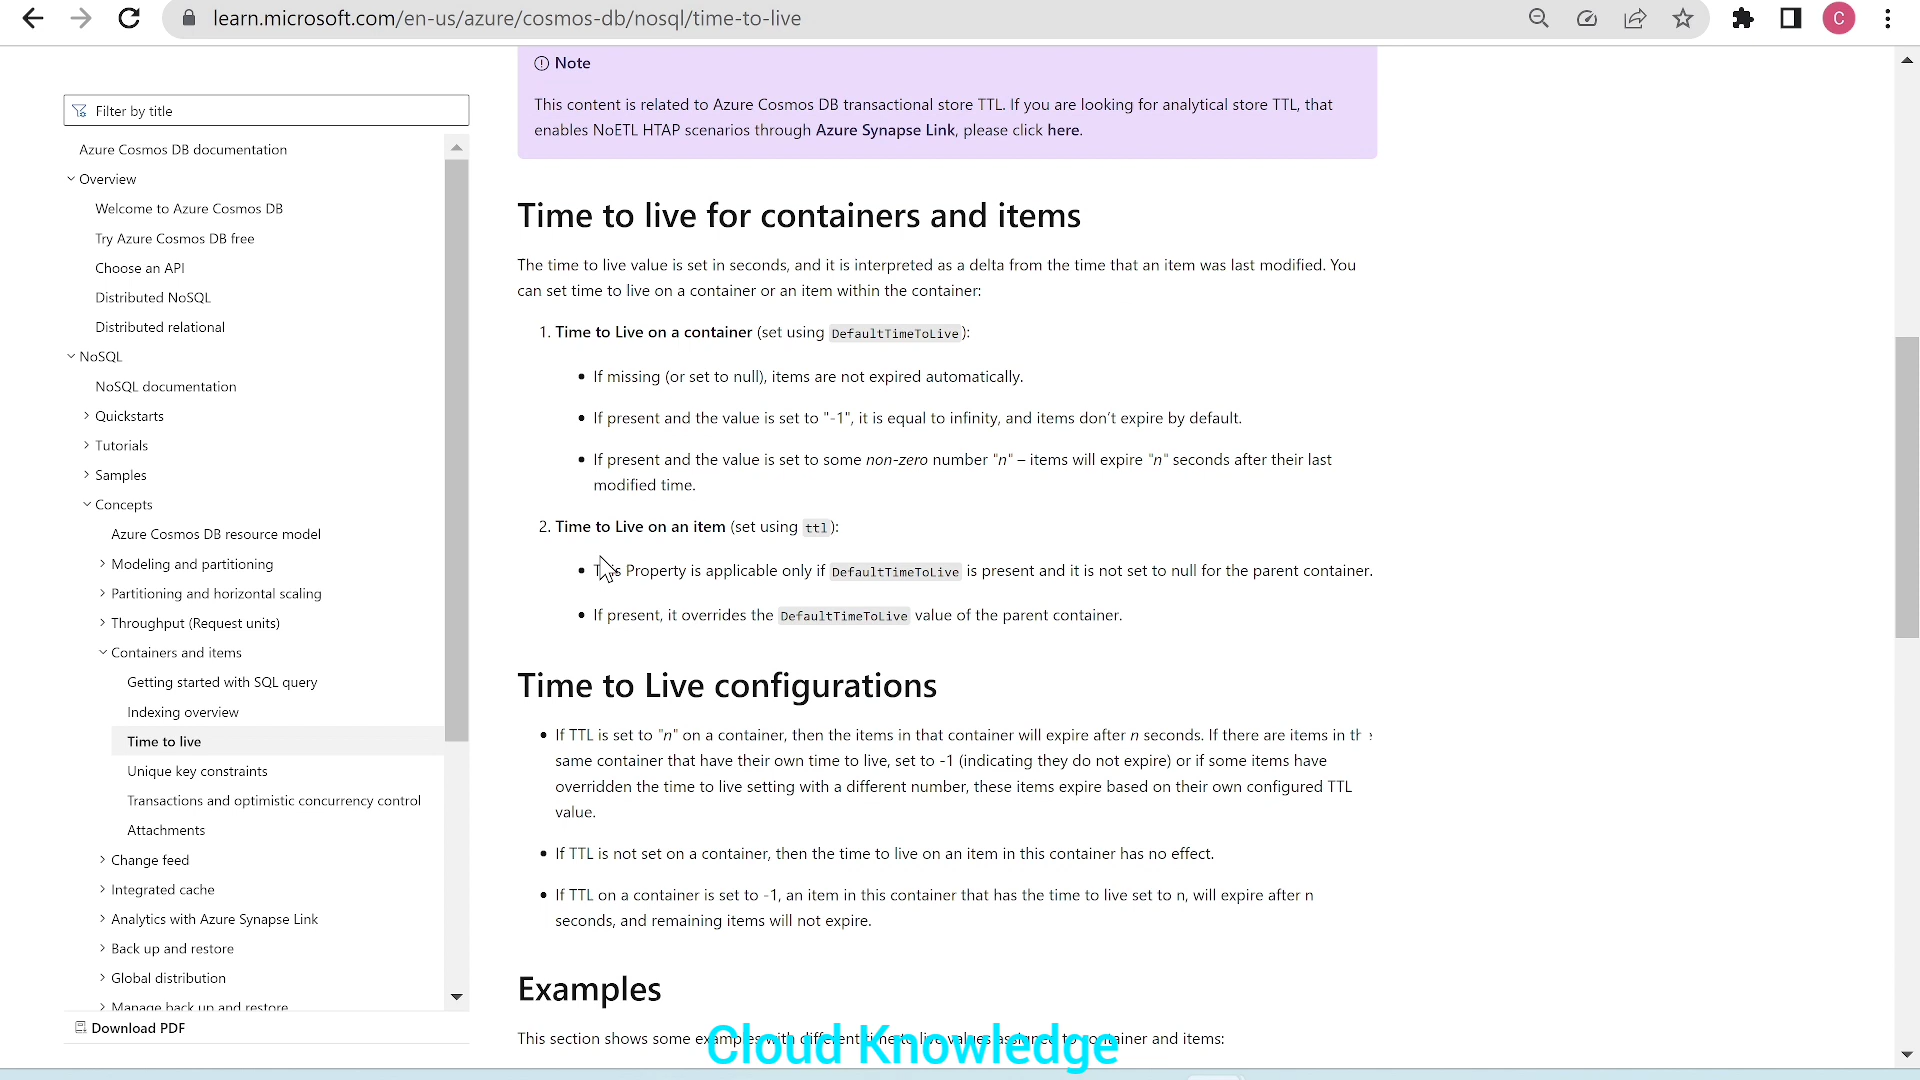 learn.microsoft.com/en-us/azure/cosmos-db/nosql/time-to-live
C
Filter by title
Azure Cosmos DB documentation
Overview
Welcome to Azure Cosmos DB
Try Azure Cosmos DB free
Choose an API
Distributed NoSQL
Distributed relational
NoSQL
NoSQL documentation
Quickstarts
Tutorials
Samples
Concepts
Azure Cosmos DB resource model
Modeling and partitioning
Partitioning and horizontal scaling
Throughput (Request units)
Containers and items
Getting started with SQL query
Indexing overview
Time to live
Unique key constraints
Transactions and optimistic concurrency control
Attachments
Change feed
Integrated cache
Analytics with Azure Synapse Link
Back up and restore
Global distribution
Manage back up and restore
Download PDF
Note
This content is related to Azure Cosmos DB transactional store TTL. If you are looking for analytical store TTL, that
enables NoETL HTAP scenarios through Azure Synapse Link, please click here.
Time to live for containers and items
The time to live value is set in seconds, and it is interpreted as a delta from the time that an item was last modified. You
can set time to live on a container or an item within the container:
1. Time to Live on a container (set using DefaultTimeToLive):
• If missing (or set to null), items are not expired automatically.
• If present and the value is set to "-1", it is equal to infinity, and items don't expire by default.
• If present and the value is set to some non-zero number "n" – items will expire "n" seconds after their last
modified time.
2. Time to Live on an item (set using ttl):
• This Property is applicable only if DefaultTimeToLive is present and it is not set to null for the parent container.
• If present, it overrides the DefaultTimeToLive value of the parent container.
Time to Live configurations
• If TTL is set to "n" on a container, then the items in that container will expire after n seconds. If there are items in the
same container that have their own time to live, set to -1 (indicating they do not expire) or if some items have
overridden the time to live setting with a different number, these items expire based on their own configured TTL
value.
• If TTL is not set on a container, then the time to live on an item in this container has no effect.
• If TTL on a container is set to -1, an item in this container that has the time to live set to n, will expire after n
seconds, and remaining items will not expire.
Examples
This section shows some examples with different time to live values assigned to container and items:
Cloud Knowledge